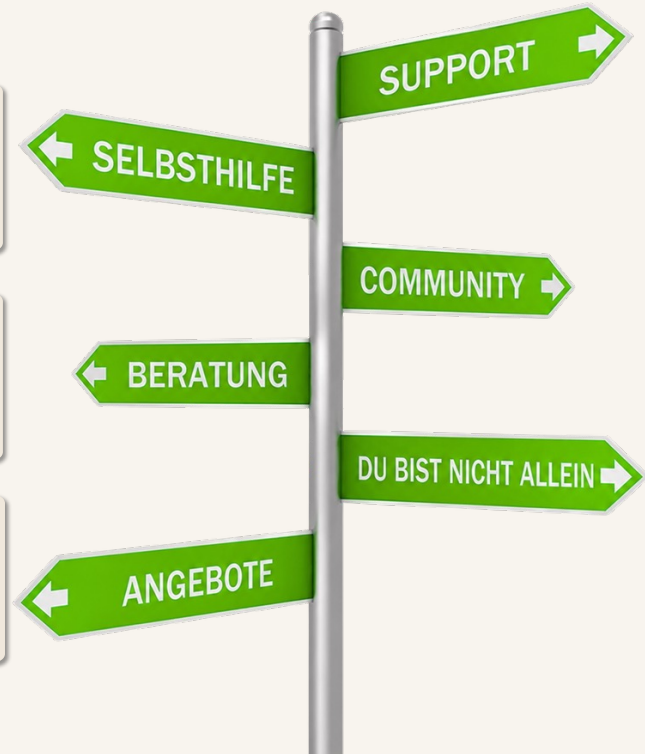 SUPPORT
SELBSTHILFE
COMMUNITY
BERATUNG
DU BIST NICHT ALLEIN
ANGEBOTE